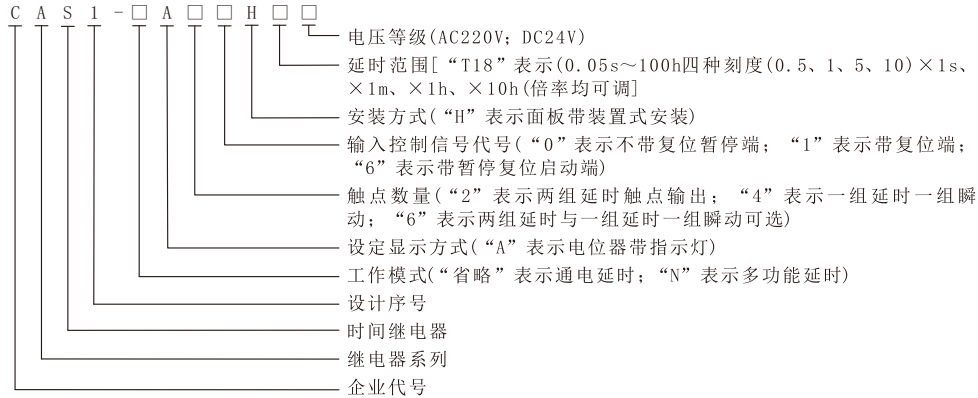 CAS1-□A□□H□□
电压等级(AC220V; DC24V)
延时范围[“T18”表示(0.05s～100h四种刻度(0.5、1、5、10)×1s、
×1m、×1h、×10h(倍率均可调]
安装方式(“H”表示面板带装置式安装)
输入控制信号代号(“0”表示不带复位暂停端；“1”表示带复位端；
“6”表示带暂停复位启动端)
触点数量(“2”表示两组延时触点输出；“4”表示一组延时一组瞬
动；“6”表示两组延时与一组延时一组瞬动可选)
设定显示方式(“A”表示电位器带指示灯)
工作模式(“省略”表示通电延时；“N”表示多功能延时)
设计序号
时间继电器
继电器系列
企业代号